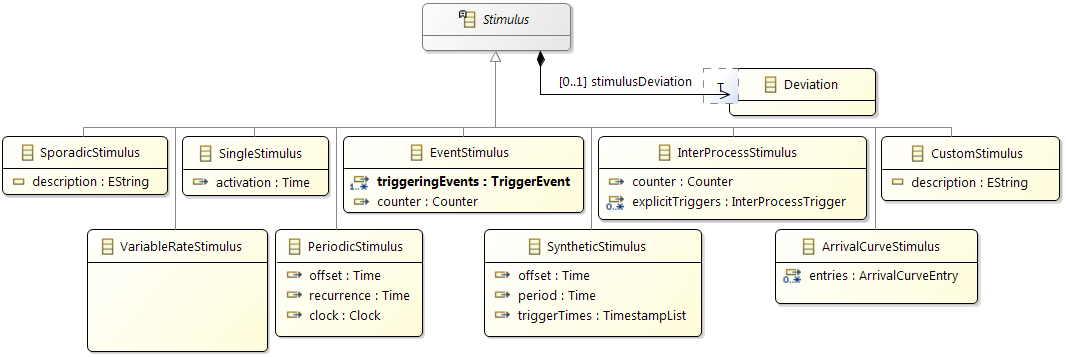 Stimulus
[0..1] stimulusDeviation
T
Deviation
SporadicStimulus
description : EString
SingleStimulus
activation : Time
EventStimulus
1..* triggeringEvents : TriggerEvent
counter : Counter
InterProcessStimulus
counter : Counter
0..* explicitTriggers : InterProcessTrigger
CustomStimulus
description : EString
VariableRateStimulus
PeriodicStimulus
offset : Time
recurrence : Time
clock : Clock
SyntheticStimulus
offset : Time
period : Time
triggerTimes : TimestampList
ArrivalCurveStimulus
0..* entries : ArrivalCurveEntry